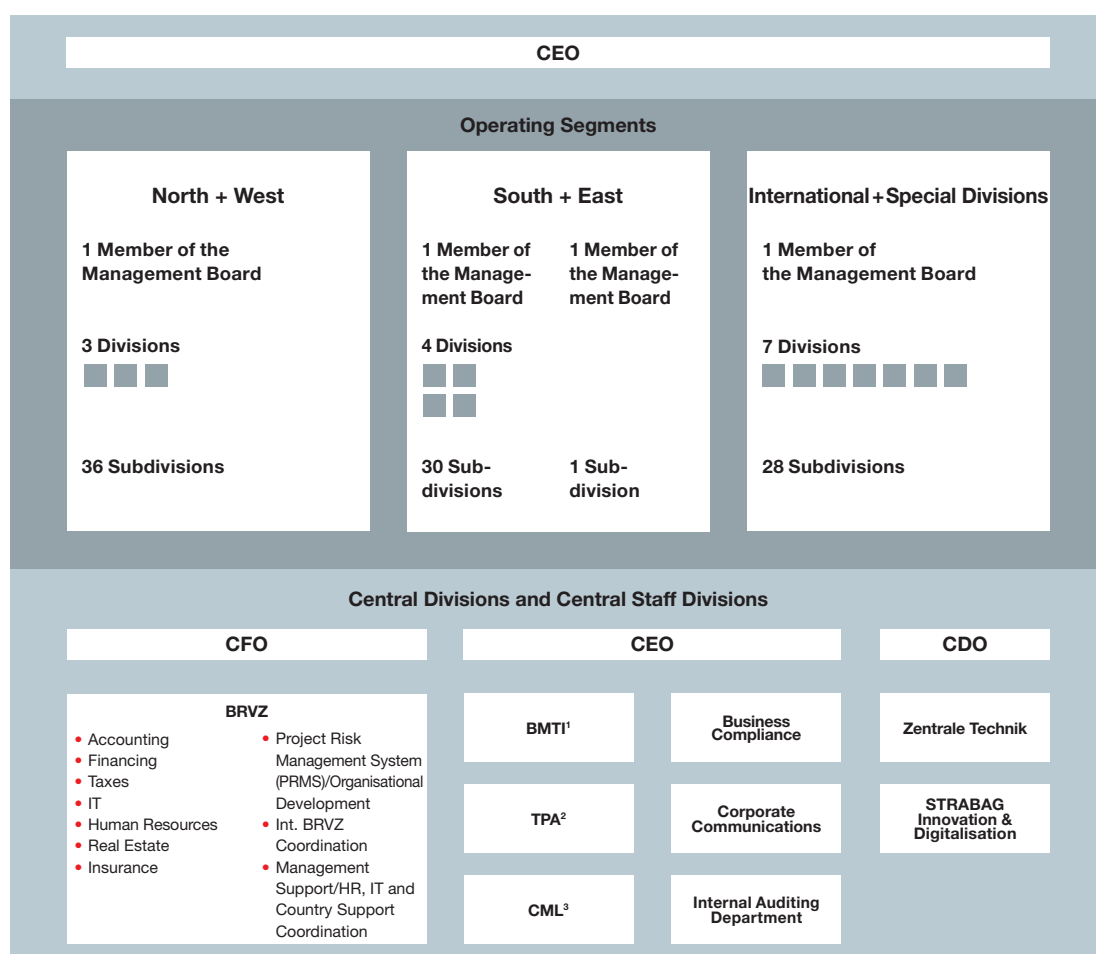 CEO
Operating Segments
North + West
1 Member of the
Management Board
3 Divisions
36 Subdivisions
South + East
1 Member of
the Manage-
ment Board
4 Divisions
30 Sub-
divisions
1 Member of
the Manage-
ment Board
1 Sub-
division
International + Special Divisions
1 Member of
the Management Board
7 Divisions
28 Subdivisions
Central Divisions and Central Staff Divisions
CFO
BRVZ
• Accounting
• Financing
• Taxes
• IT
• Human Resources
• Real Estate
• Insurance
• Project Risk
Management System
(PRMS)/Organisational
Development
• Int. BRVZ
Coordination
• Management
Support/HR, IT and
Country Support
Coordination
CEO
BMTI¹
TPA²
CML³
Business
Compliance
Corporate
Communications
Internal Auditing
Department
CDO
Zentrale Technik
STRABAG
Innovation &
Digitalisation